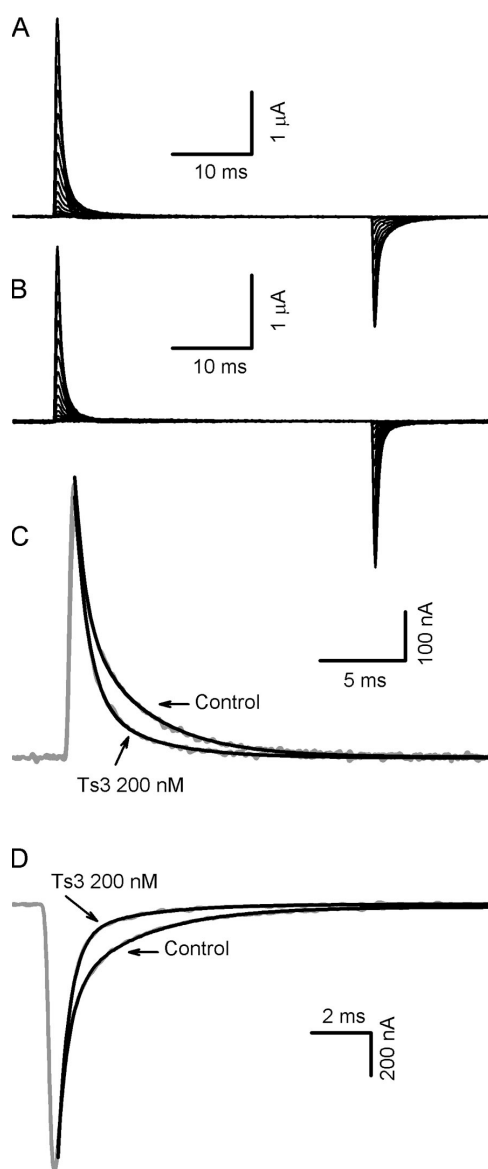 A
1 μA
10 ms
B
1 μA
10 ms
C
100 nA
5 ms
Control
Ts3 200 nM
D
Ts3 200 nM
Control
2 ms
200 nA